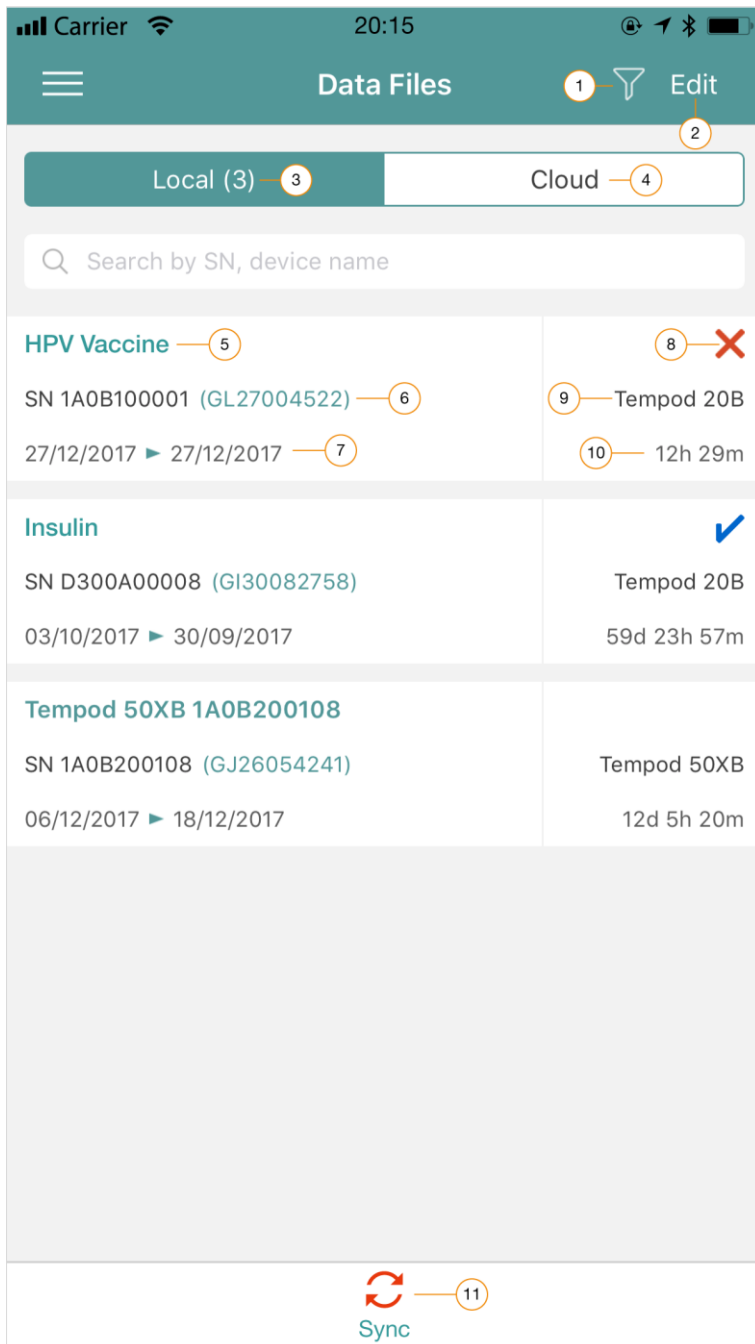 Carrier 20:15
Data Files 1 Edit
2
Local (3) 3 Cloud 4
Search by SN, device name
HPV Vaccine 5 8
SN 1A0B100001 (GL27004522) 6 9 Tempod 20B
27/12/2017 ► 27/12/2017 7 10 12h 29m
Insulin
SN D300A00008 (GI30082758) Tempod 20B
03/10/2017 ► 30/09/2017 59d 23h 57m
Tempod 50XB 1A0B200108
SN 1A0B200108 (GJ26054241) Tempod 50XB
06/12/2017 ► 18/12/2017 12d 5h 20m
11
Sync